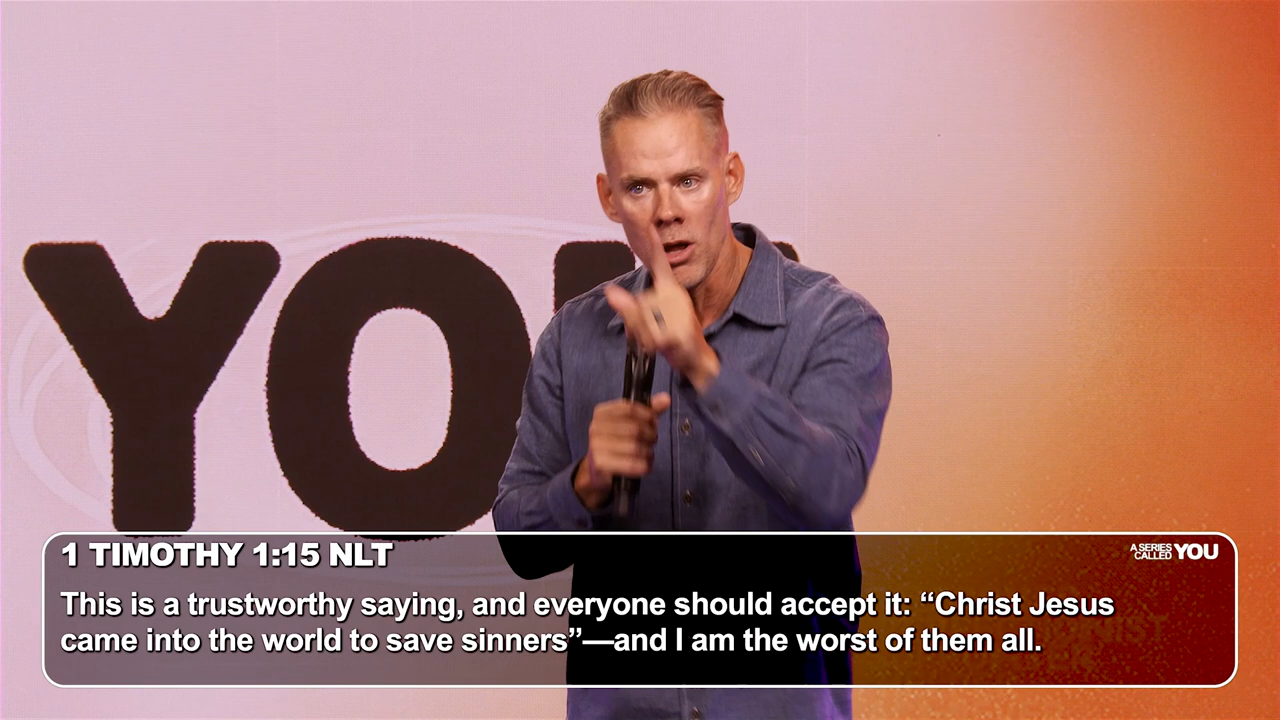 YO
1 TIMOTHY 1:15 NLT
A SERIES
CALLED YOU
This is a trustworthy saying, and everyone should accept it: “Christ Jesus
came into the world to save sinners”—and I am the worst of them all.